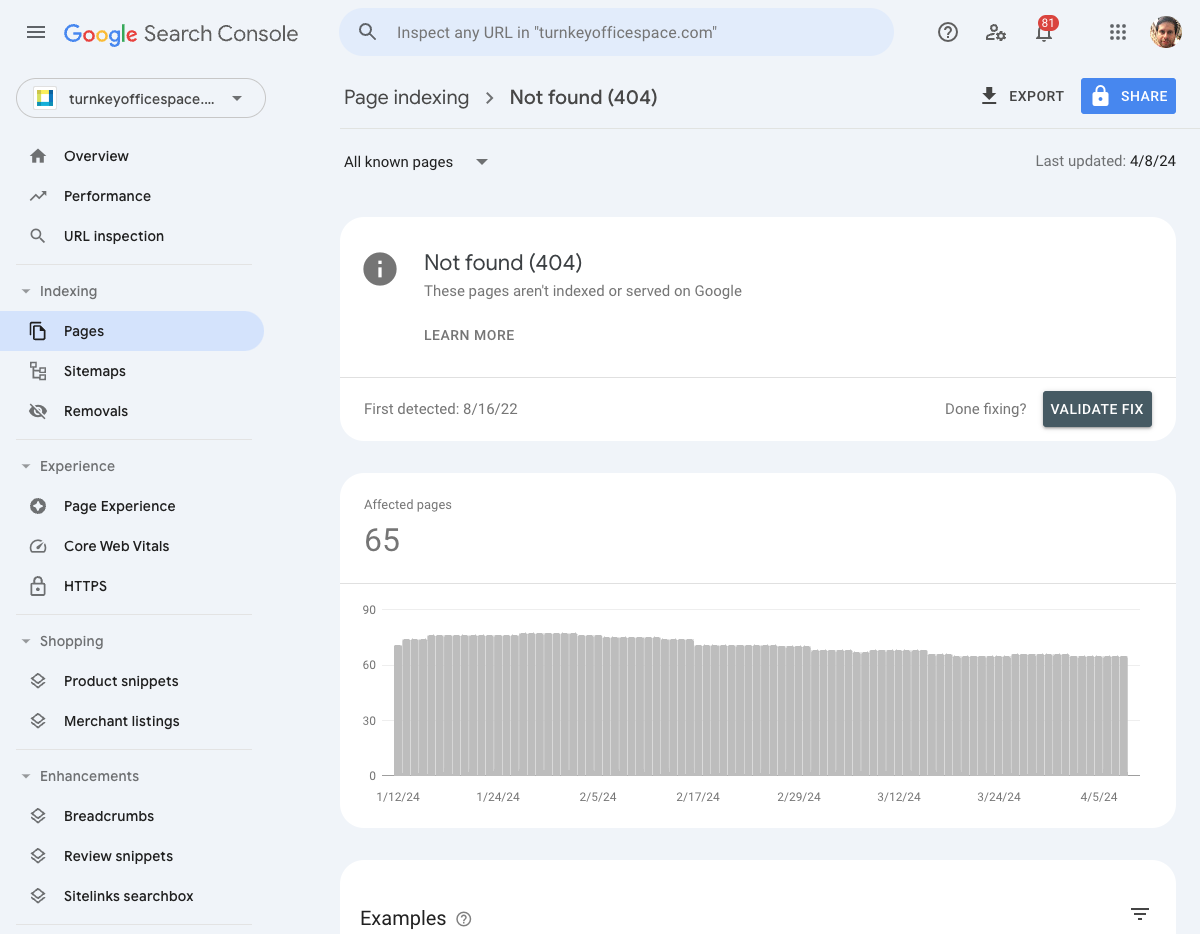 Google Search Console
Inspect any URL in "turnkeyofficespace.com"
81
turnkeyofficespace....
Page indexing
Not found (404)
EXPORT
SHARE
Overview
Performance
URL inspection
Indexing
Pages
Sitemaps
Removals
Experience
Page Experience
Core Web Vitals
HTTPS
Shopping
Product snippets
Merchant listings
Enhancements
Breadcrumbs
Review snippets
Sitelinks searchbox
All known pages
Last updated: 4/8/24
Not found (404)
These pages aren't indexed or served on Google
LEARN MORE
First detected: 8/16/22
Done fixing?
VALIDATE FIX
Affected pages
65
90
60
30
0
1/12/24
1/24/24
2/5/24
2/17/24
2/29/24
3/12/24
3/24/24
4/5/24
Examples